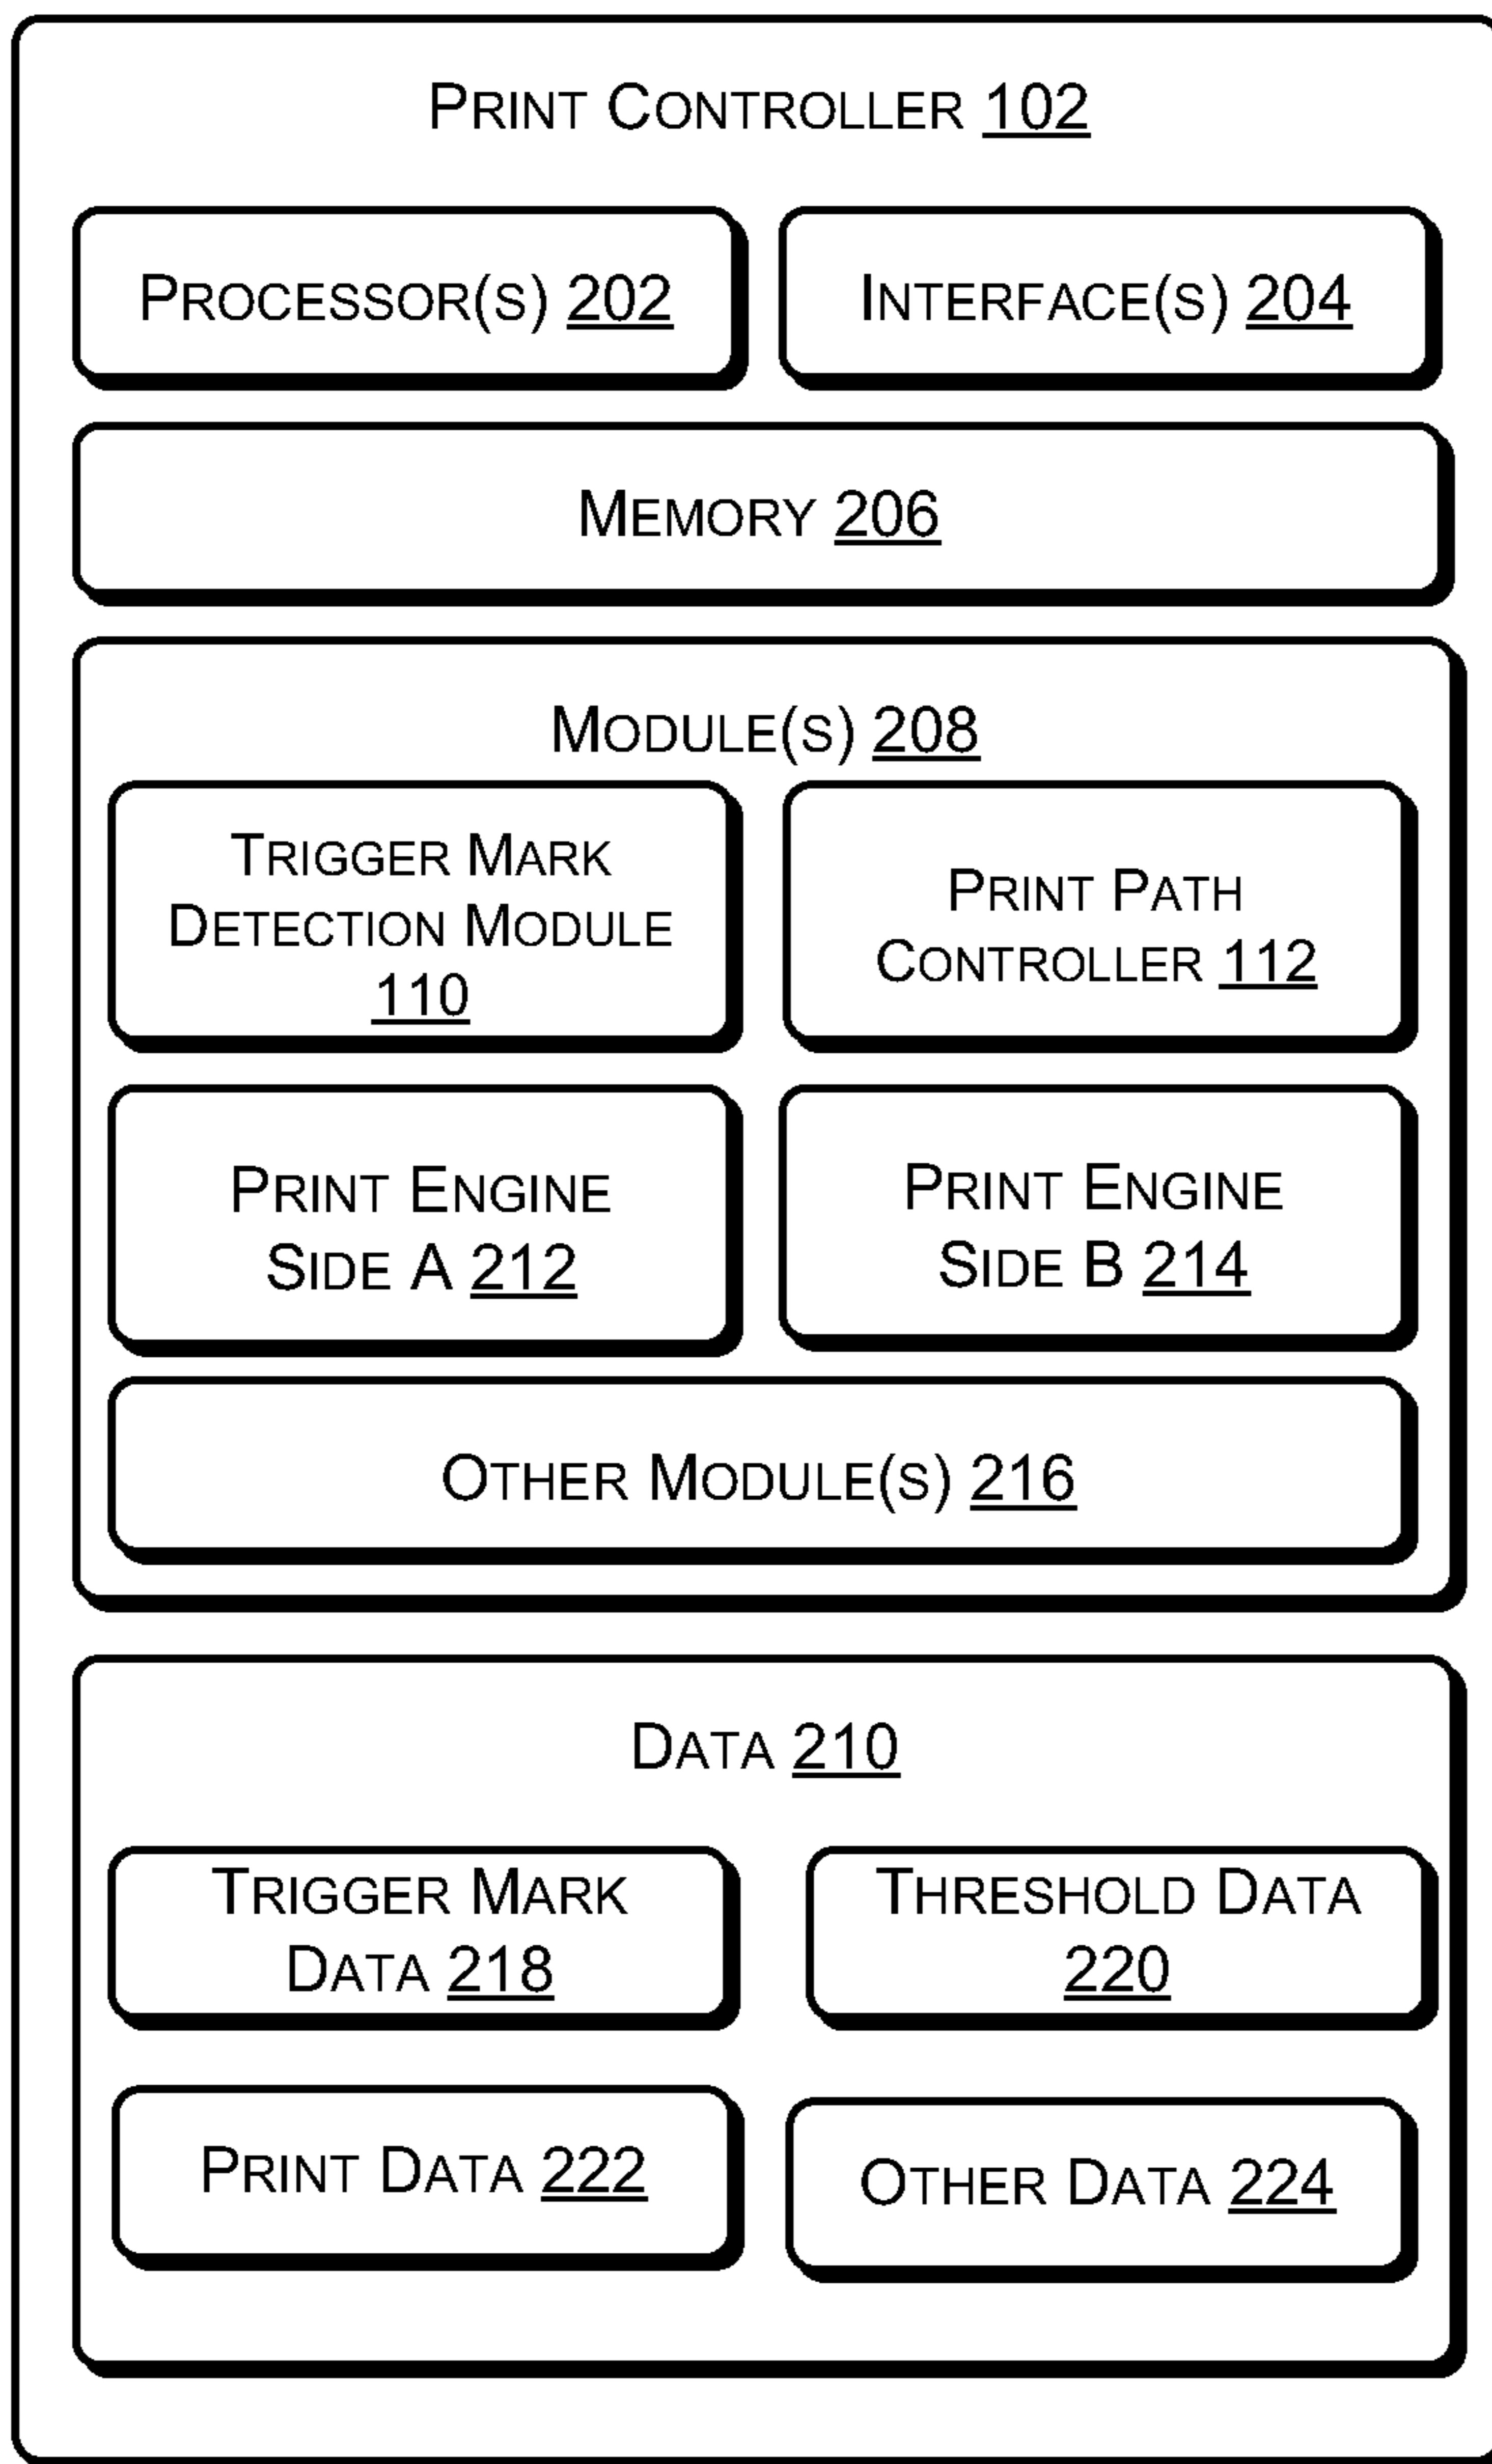 PRINT CONTROLLER 102
PROCESSOR(S) 202
INTERFACE(S) 204
MEMORY 206
MODULE(S) 208
TRIGGER MARK
DETECTION MODULE
110
PRINT PATH
CONTROLLER 112
PRINT ENGINE
SIDE A 212
PRINT ENGINE
SIDE B 214
OTHER MODULE(S) 216
DATA 210
TRIGGER MARK
DATA 218
THRESHOLD DATA
220
PRINT DATA 222
OTHER DATA 224